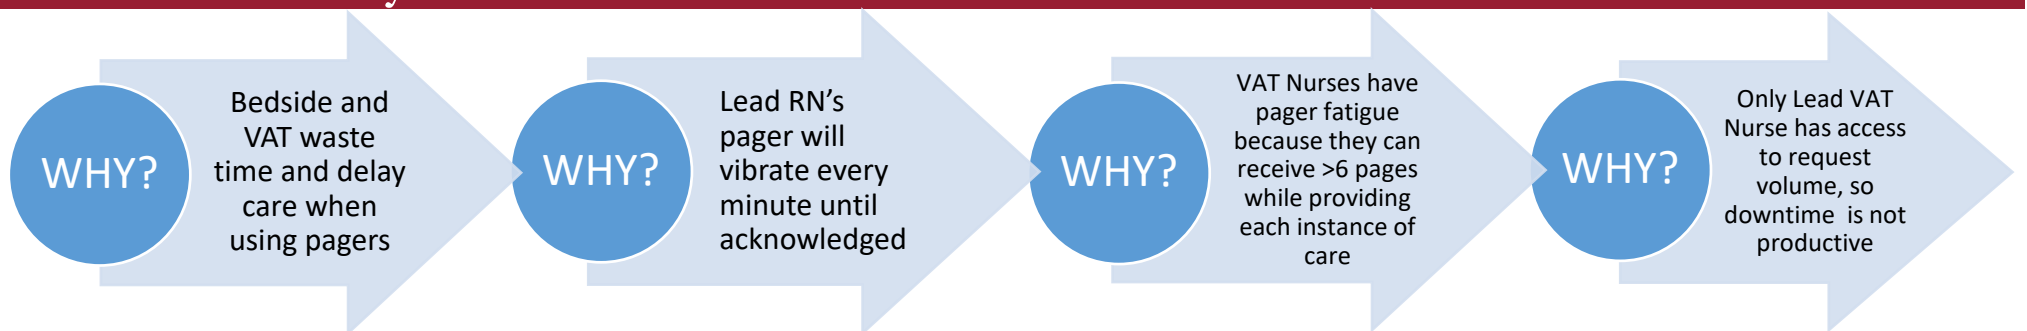 WHY?
Bedside and
VAT waste
time and delay
care when
using pagers
WHY?
Lead RN’s
pager will
vibrate every
minute until
acknowledged
WHY?
VAT Nurses have
pager fatigue
because they can
receive >6 pages
while providing
each instance of
care
WHY?
Only Lead VAT
Nurse has access
to request
volume, so
downtime  is not
productive